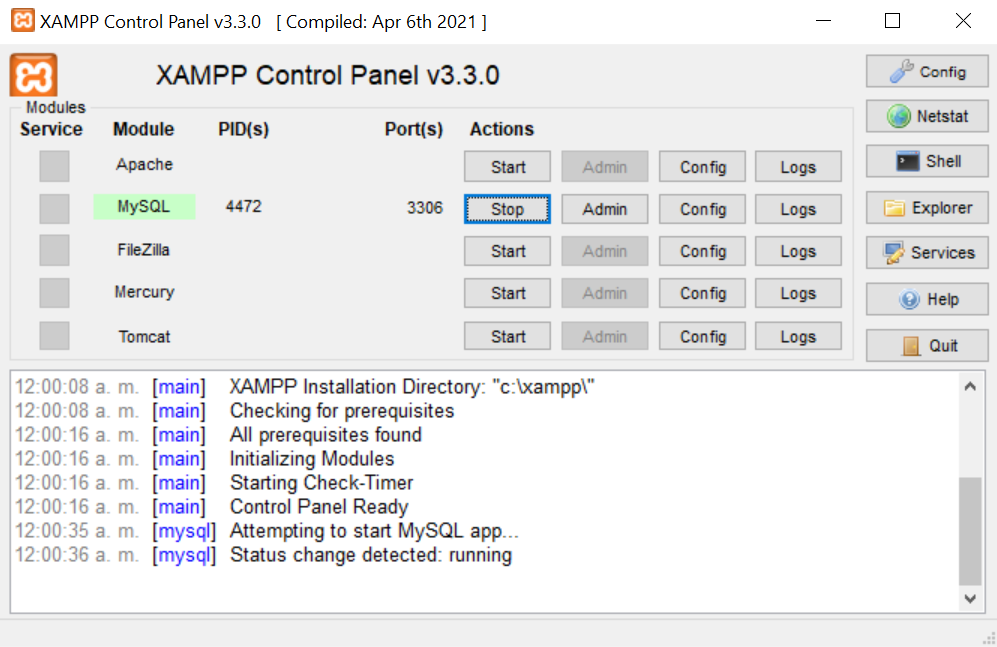 XAMPP Control Panel v3.3.0 [ Compiled: Apr 6th 2021 ]
XAMPP Control Panel v3.3.0
Config
Modules
Netstat
Service Module PID(s) Port(s) Actions
Apache Start Admin Config Logs
Shell
MySQL 4472 3306 Stop Admin Config Logs
Explorer
FileZilla Start Admin Config Logs
Services
Mercury Start Admin Config Logs
Help
Tomcat Start Admin Config Logs
Quit
12:00:08 a. m. [main] XAMPP Installation Directory: "c:\xampp\"
12:00:08 a. m. [main] Checking for prerequisites
12:00:16 a. m. [main] All prerequisites found
12:00:16 a. m. [main] Initializing Modules
12:00:16 a. m. [main] Starting Check-Timer
12:00:16 a. m. [main] Control Panel Ready
12:00:35 a. m. [mysql] Attempting to start MySQL app...
12:00:36 a. m. [mysql] Status change detected: running